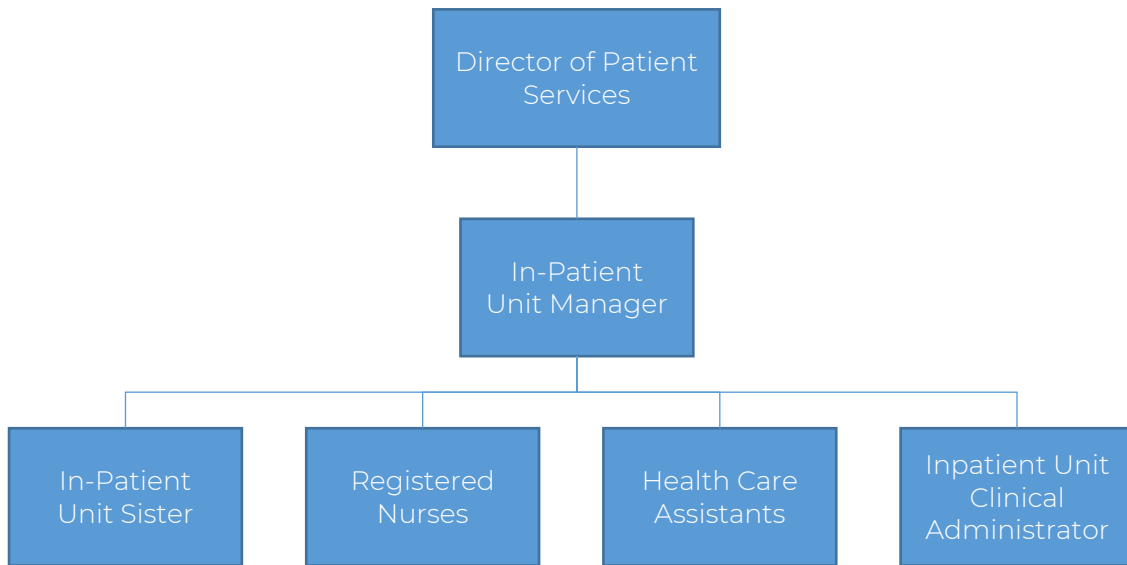 Director of Patient
Services
In-Patient
Unit Manager
In-Patient
Unit Sister
Registered
Nurses
Health Care
Assistants
Inpatient Unit
Clinical
Administrator